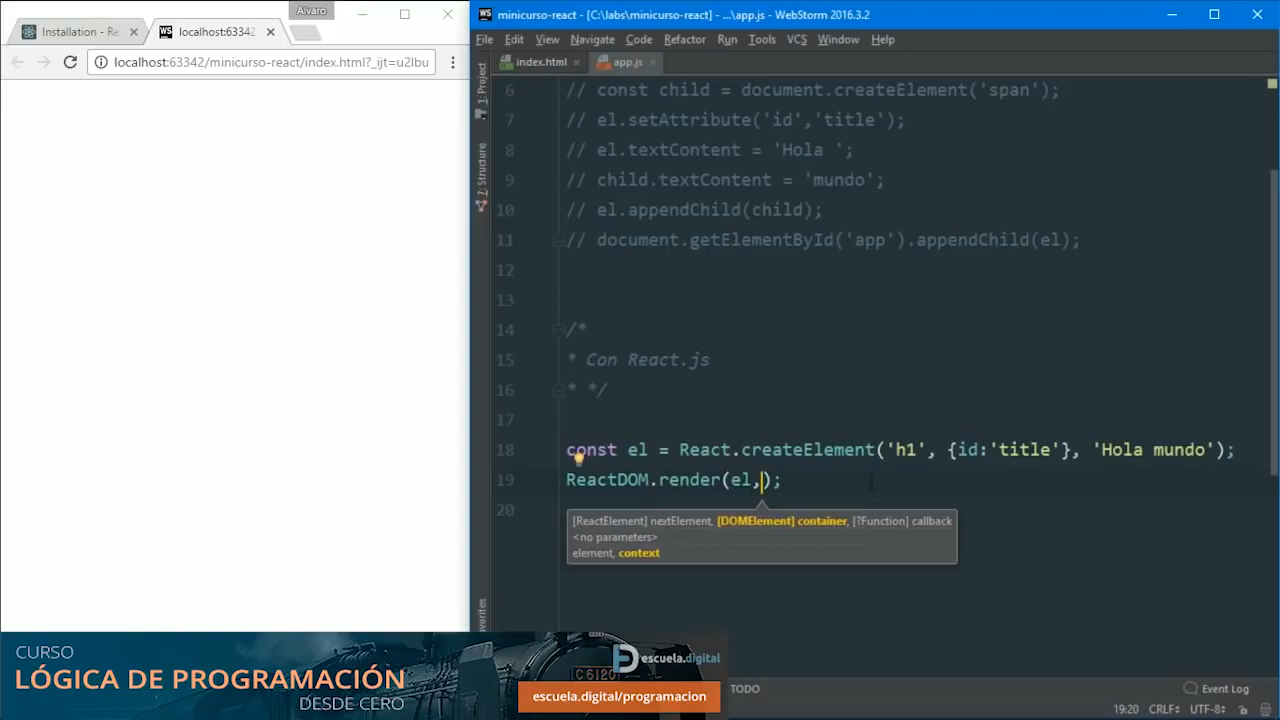 Alvaro
Installation - Re
localhost:63342
localhost:63342/minicurso-react/index.html?_ijt=u2lbu
minicurso-react - [C:\labs\minicurso-react] - ...\app.js - WebStorm 2016.3.2
File Edit View Navigate Code Refactor Run Tools VCS Window Help
index.html
app.js
1: Project
7: Structure
6 // const child = document.createElement('span');
7 // el.setAttribute('id','title');
8 // el.textContent = 'Hola ';
9 // child.textContent = 'mundo';
10 // el.appendChild(child);
11 // document.getElementById('app').appendChild(el);
12
13
14 /*
15 * Con React.js
16 * */
17
18 const el = React.createElement('h1', {id:'title'}, 'Hola mundo');
19 ReactDOM.render(el,);
20
[ReactElement] nextElement, [DOMElement] container, [?Function] callback
<no parameters>
element, context
CURSO
LÓGICA DE PROGRAMACIÓN
DESDE CERO
C6120
escuela.digital
escuela.digital/programacion
TODO
Event Log
19:20 CRLF UTF-8